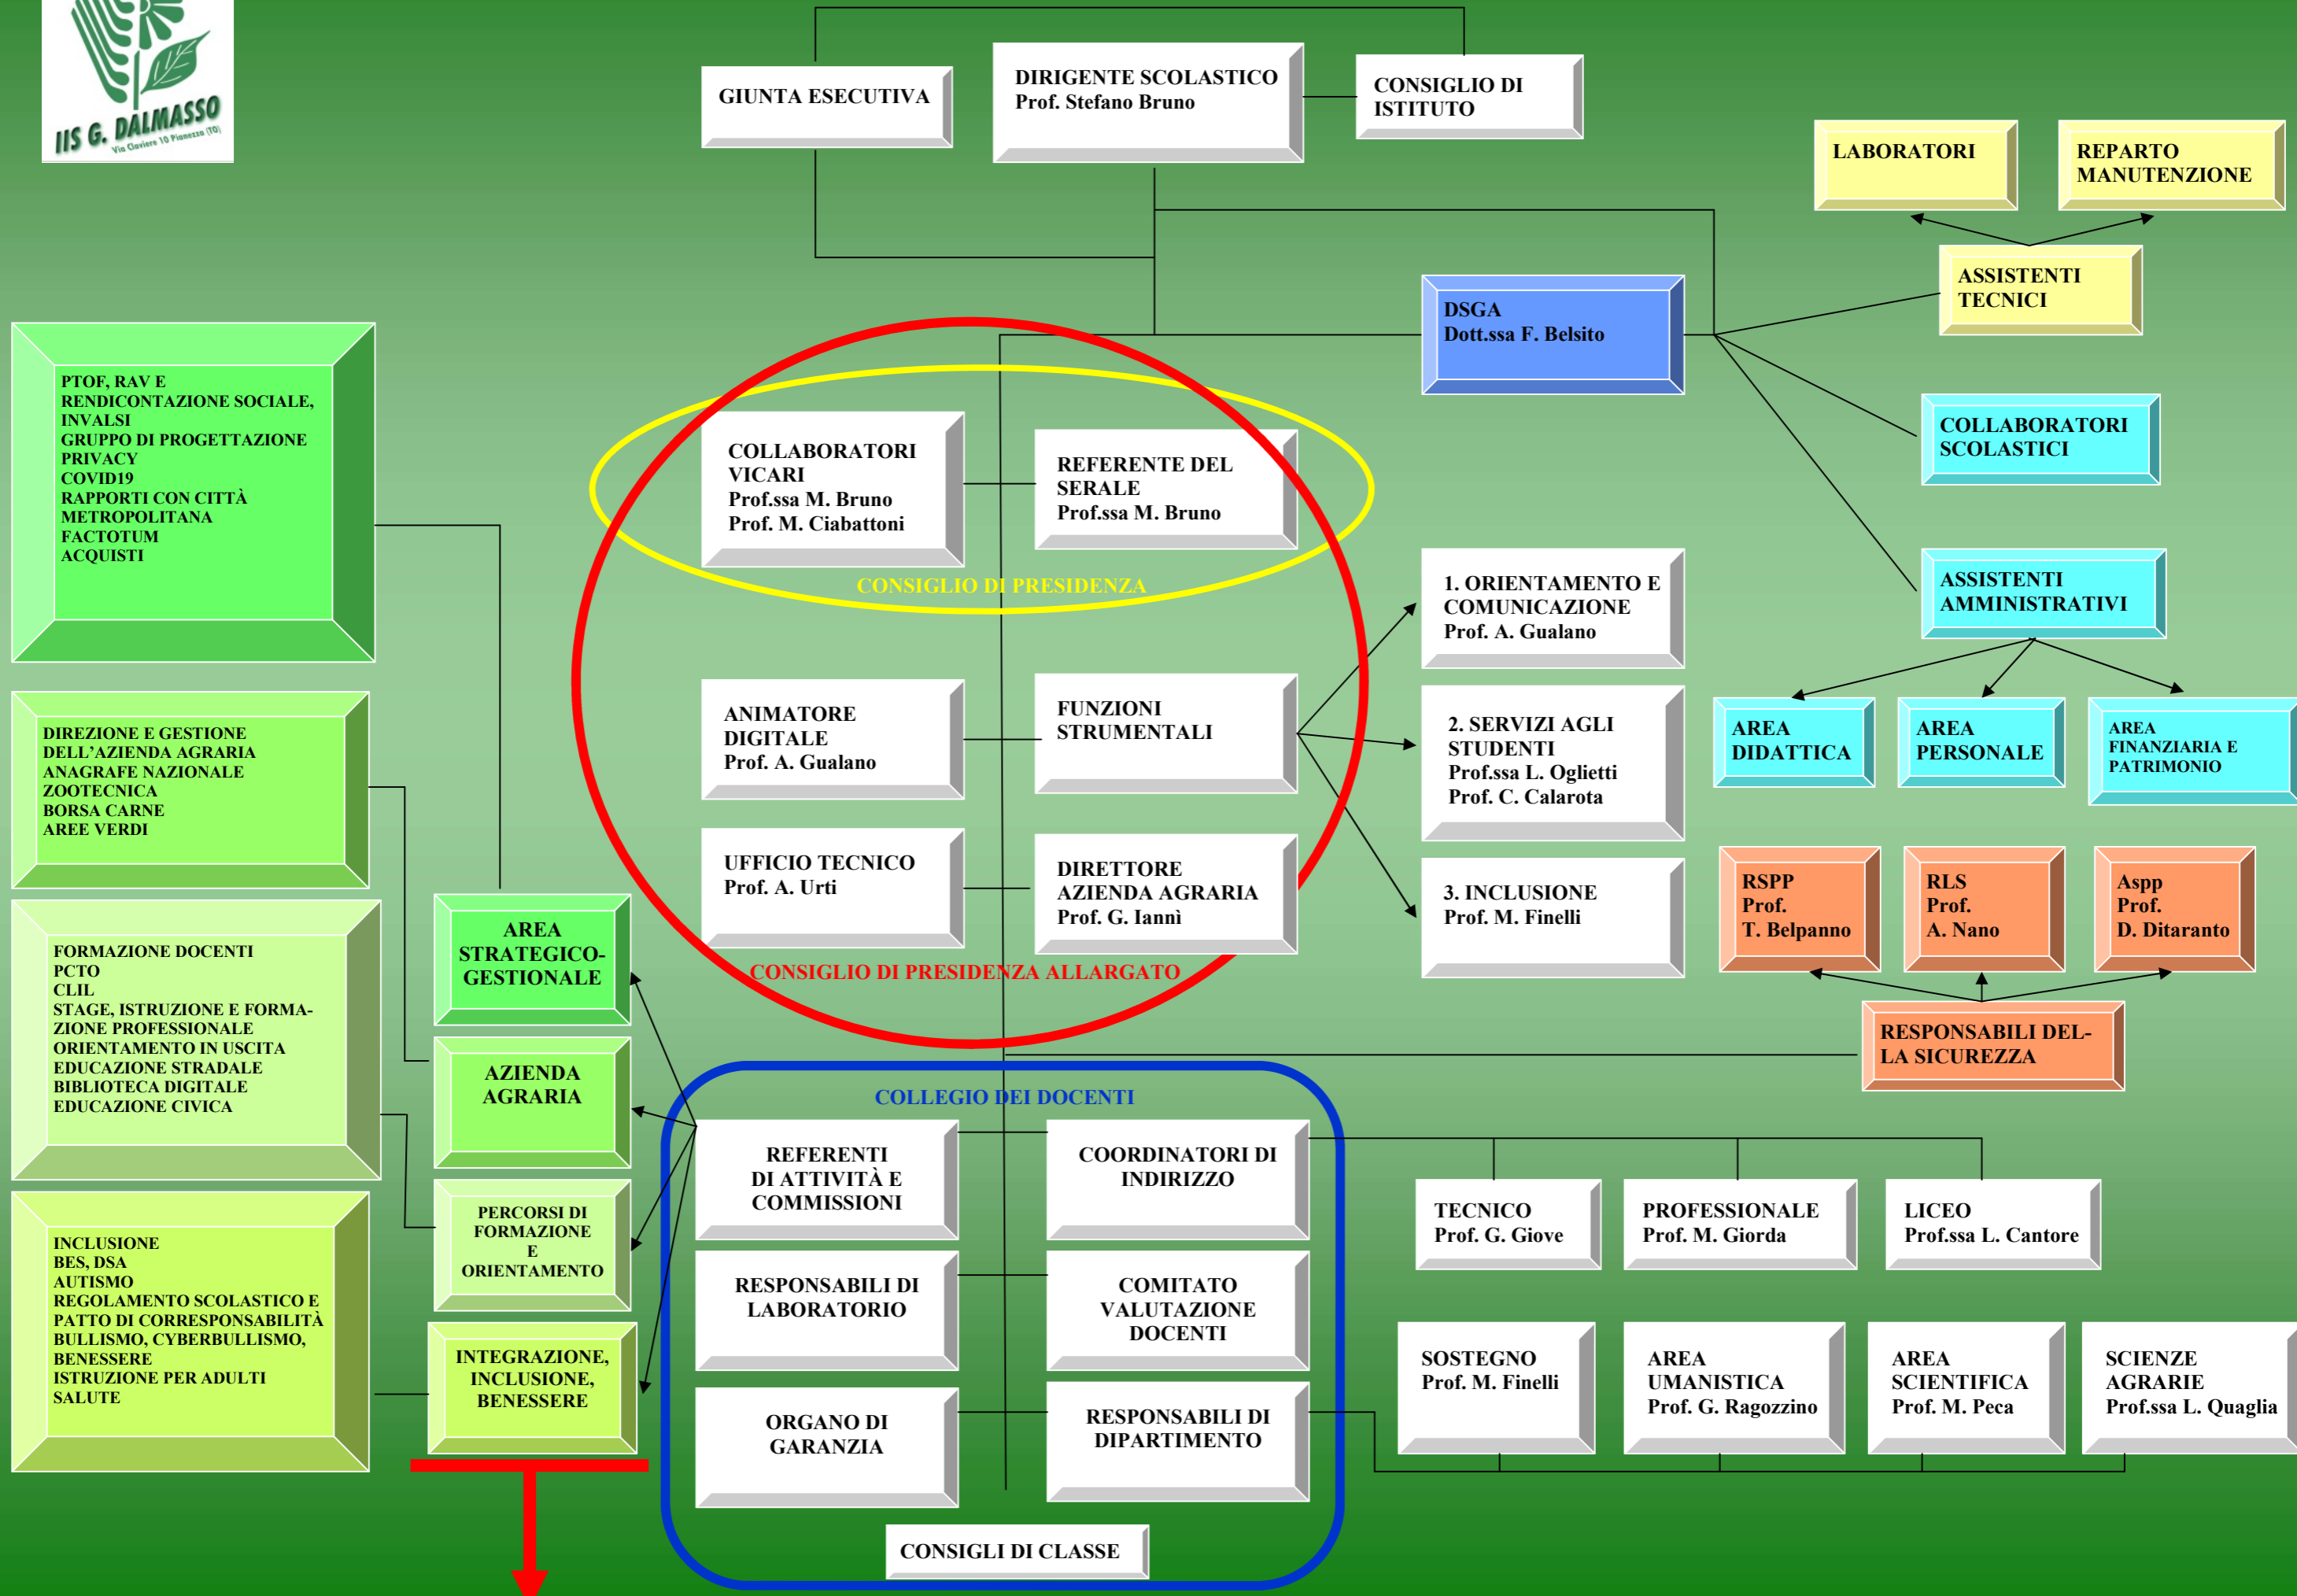 IIS G. DALMASSO
Via Claviere 10 Pianezza (TO)
GIUNTA ESECUTIVA
DIRIGENTE SCOLASTICO
Prof. Stefano Bruno
CONSIGLIO DI
ISTITUTO
LABORATORI
REPARTO
MANUTENZIONE
ASSISTENTI
TECNICI
DSGA
Dott.ssa F. Belsito
COLLABORATORI
SCOLASTICI
ASSISTENTI
AMMINISTRATIVI
AREA
DIDATTICA
AREA
PERSONALE
AREA
FINANZIARIA E
PATRIMONIO
PTOF, RAV E
RENDICONTAZIONE SOCIALE,
INVALSI
GRUPPO DI PROGETTAZIONE
PRIVACY
COVID19
RAPPORTI CON CITTÀ
METROPOLITANA
FACTOTUM
ACQUISTI
COLLABORATORI
VICARI
Prof.ssa M. Bruno
Prof. M. Ciabattoni
REFERENTE DEL
SERALE
Prof.ssa M. Bruno
CONSIGLIO DI PRESIDENZA
1. ORIENTAMENTO E
COMUNICAZIONE
Prof. A. Gualano
ANIMATORE
DIGITALE
Prof. A. Gualano
FUNZIONI
STRUMENTALI
2. SERVIZI AGLI
STUDENTI
Prof.ssa L. Oglietti
Prof. C. Calarota
UFFICIO TECNICO
Prof. A. Urti
DIRETTORE
AZIENDA AGRARIA
Prof. G. Iannì
3. INCLUSIONE
Prof. M. Finelli
CONSIGLIO DI PRESIDENZA ALLARGATO
RSPP
Prof.
T. Belpanno
RLS
Prof.
A. Nano
Aspp
Prof.
D. Ditaranto
RESPONSABILI DEL-
LA SICUREZZA
DIREZIONE E GESTIONE
DELL'AZIENDA AGRARIA
ANAGRAFE NAZIONALE
ZOOTECNICA
BORSA CARNE
AREE VERDI
FORMAZIONE DOCENTI
PCTO
CLIL
STAGE, ISTRUZIONE E FORMA-
ZIONE PROFESSIONALE
ORIENTAMENTO IN USCITA
EDUCAZIONE STRADALE
BIBLIOTECA DIGITALE
EDUCAZIONE CIVICA
INCLUSIONE
BES, DSA
AUTISMO
REGOLAMENTO SCOLASTICO E
PATTO DI CORRESPONSABILITÀ
BULLISMO, CYBERBULLISMO,
BENESSERE
ISTRUZIONE PER ADULTI
SALUTE
AREA
STRATEGICO-
GESTIONALE
AZIENDA
AGRARIA
PERCORSI DI
FORMAZIONE
E
ORIENTAMENTO
INTEGRAZIONE,
INCLUSIONE,
BENESSERE
COLLEGIO DEI DOCENTI
REFERENTI
DI ATTIVITÀ E
COMMISSIONI
COORDINATORI DI
INDIRIZZO
RESPONSABILI DI
LABORATORIO
COMITATO
VALUTAZIONE
DOCENTI
ORGANO DI
GARANZIA
RESPONSABILI DI
DIPARTIMENTO
CONSIGLI DI CLASSE
TECNICO
Prof. G. Giove
PROFESSIONALE
Prof. M. Giorda
LICEO
Prof.ssa L. Cantore
SOSTEGNO
Prof. M. Finelli
AREA
UMANISTICA
Prof. G. Ragozzino
AREA
SCIENTIFICA
Prof. M. Peca
SCIENZE
AGRARIE
Prof.ssa L. Quaglia